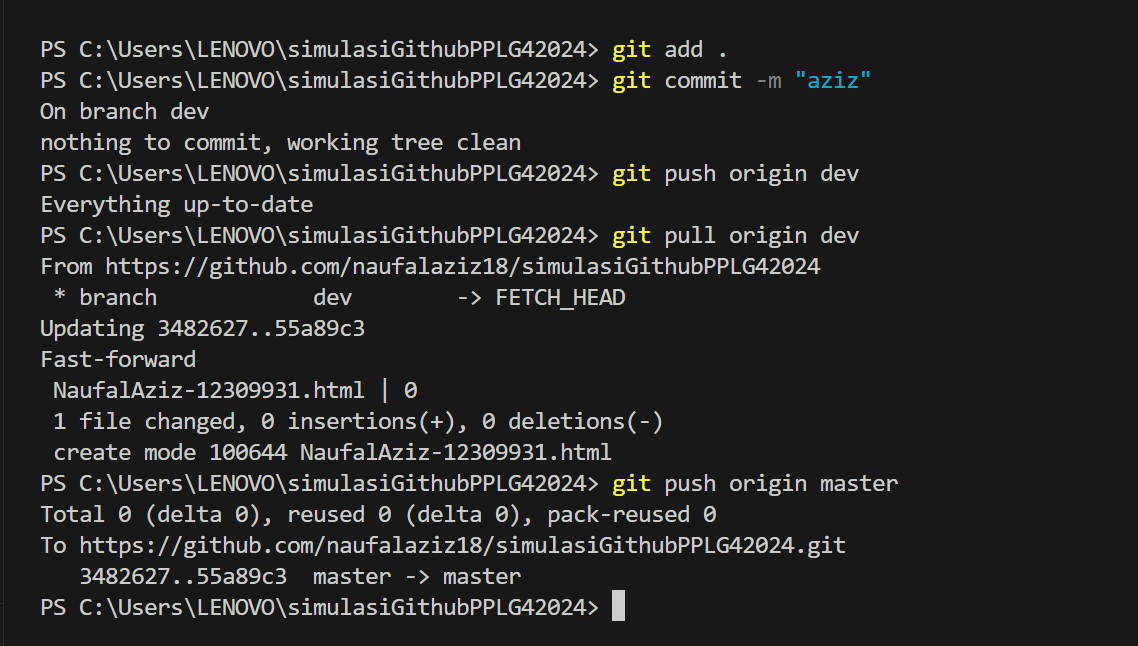 PS C:\Users\LENOVO\simulasiGithubPPLG42024> git add .
PS C:\Users\LENOVO\simulasiGithubPPLG42024> git commit -m "aziz"
On branch dev
nothing to commit, working tree clean
PS C:\Users\LENOVO\simulasiGithubPPLG42024> git push origin dev
Everything up-to-date
PS C:\Users\LENOVO\simulasiGithubPPLG42024> git pull origin dev
From https://github.com/naufalaziz18/simulasiGithubPPLG42024
 * branch            dev        -> FETCH_HEAD
Updating 3482627..55a89c3
Fast-forward
 NaufalAziz-12309931.html | 0
 1 file changed, 0 insertions(+), 0 deletions(-)
 create mode 100644 NaufalAziz-12309931.html
PS C:\Users\LENOVO\simulasiGithubPPLG42024> git push origin master
Total 0 (delta 0), reused 0 (delta 0), pack-reused 0
To https://github.com/naufalaziz18/simulasiGithubPPLG42024.git
   3482627..55a89c3  master -> master
PS C:\Users\LENOVO\simulasiGithubPPLG42024>